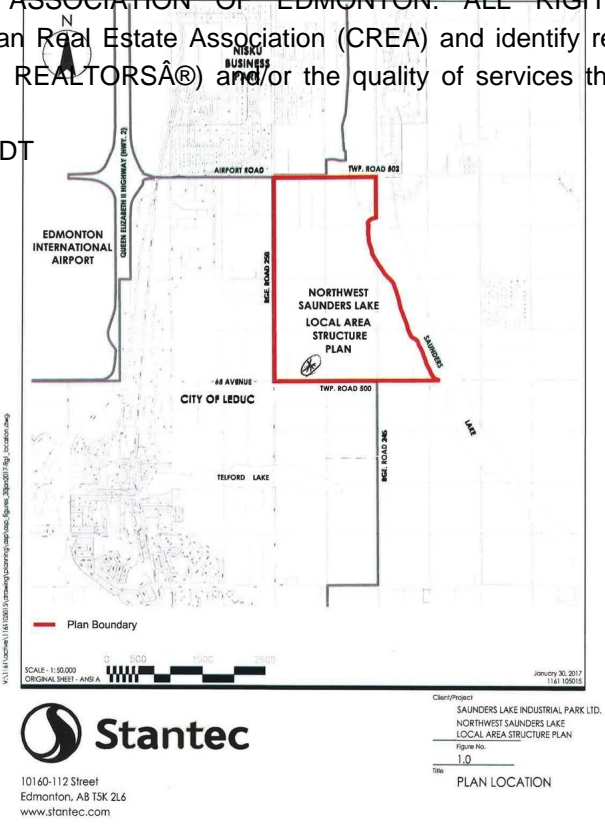 ASSOCIATION OF EDMONTON. ALL RIGHT
an Real Estate Association (CREA) and identify re
REALTORSÂ®) and/or the quality of services th
DT
N
NISKU
BUSINESS
PARK
AIRPORT ROAD
TWP. ROAD 502
QUEEN ELIZABETH II HIGHWAY (HWY. 2)
EDMONTON
INTERNATIONAL
AIRPORT
RGE. ROAD 250
NORTHWEST
SAUNDERS LAKE
LOCAL AREA
STRUCTURE
PLAN
SAUNDERS
LAKE
65 AVENUE
TWP. ROAD 500
CITY OF LEDUC
RGE. ROAD 245
TELFORD LAKE
Plan Boundary
0 500 1500 2500
SCALE - 1:50,000
ORIGINAL SHEET - ANSI A
January 30, 2017
1161 105015
Stantec
10160-112 Street
Edmonton, AB T5K 2L6
www.stantec.com
Client/Project
SAUNDERS LAKE INDUSTRIAL PARK LTD.
NORTHWEST SAUNDERS LAKE
LOCAL AREA STRUCTURE PLAN
Figure No.
1.0
Title
PLAN LOCATION